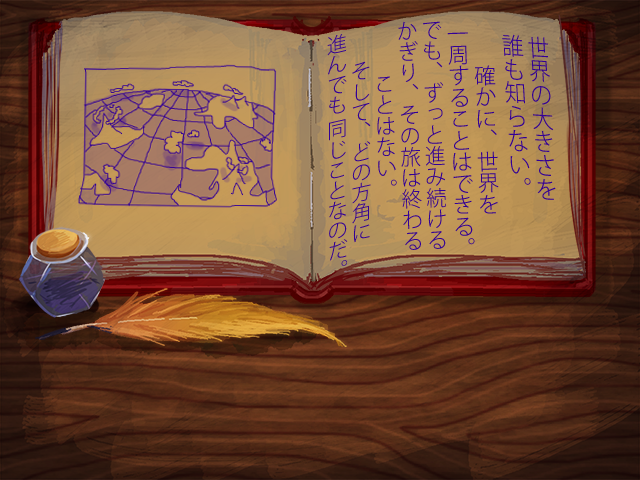 世界の大きさを
誰も知らない。
確かに、世界を
一周することはできる。
でも、ずっと進み続ける
かぎり、その旅は終わる
ことはない。
そして、どの方角に
進んでも同じことなのだ。